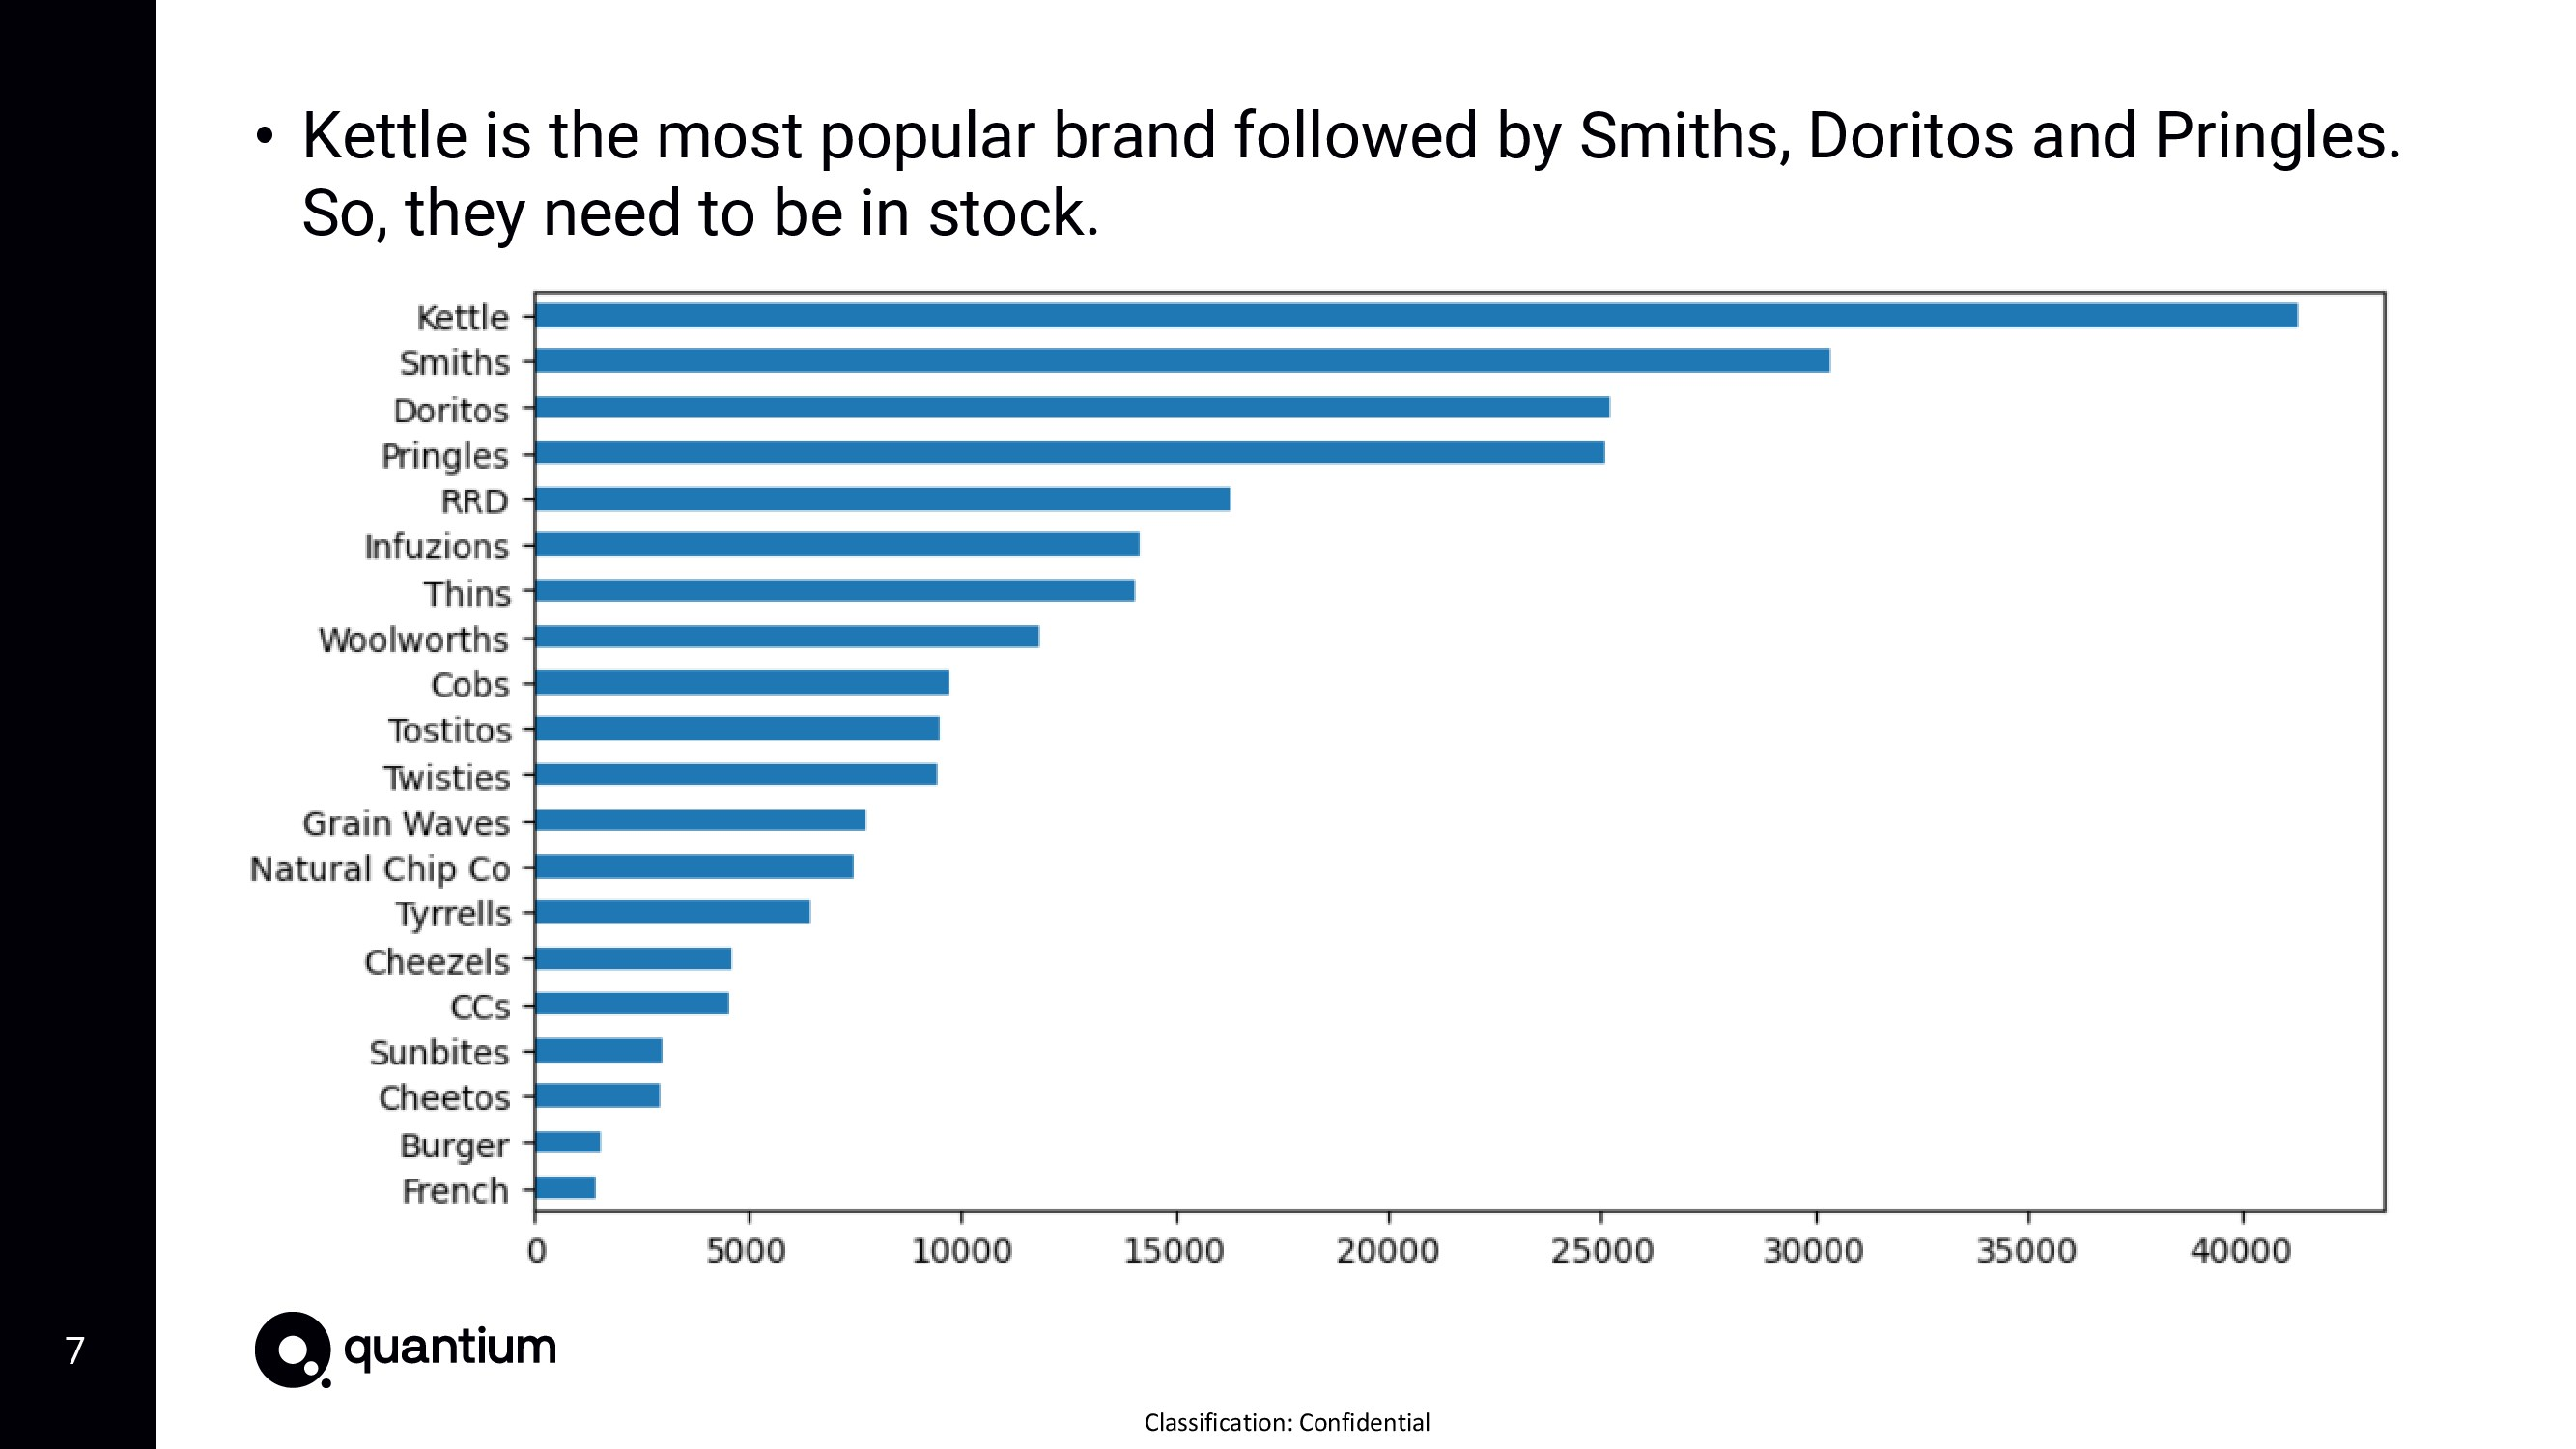 • Kettle is the most popular brand followed by Smiths, Doritos and Pringles.
So, they need to be in stock.
Kettle
Smiths
Doritos
Pringles
RRD
Infuzions
Thins
Woolworths
Cobs
Tostitos
Twisties
Grain Waves
Natural Chip Co
Tyrrells
Cheezels
CCs
Sunbites
Cheetos
Burger
French
0 5000 10000 15000 20000 25000 30000 35000 40000
7
quantium
Classification: Confidential